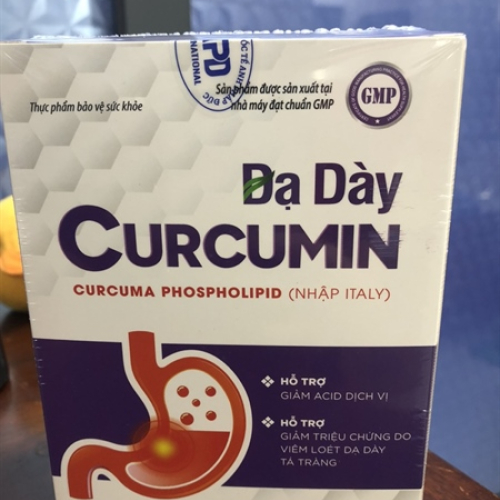 Thực phẩm bảo vệ sức khỏe
Sản phẩm được sản xuất tại
nhà máy đạt chuẩn GMP
GMP
Dạ Dày
CURCUMIN
CURCUMA PHOSPHOLIPID (NHẬP ITALY)
HỖ TRỢ
GIẢM ACID DỊCH VỊ
HỖ TRỢ
GIẢM TRIỆU CHỨNG DO
VIÊM LOÉT DẠ DÀY
TÁ TRÀNG